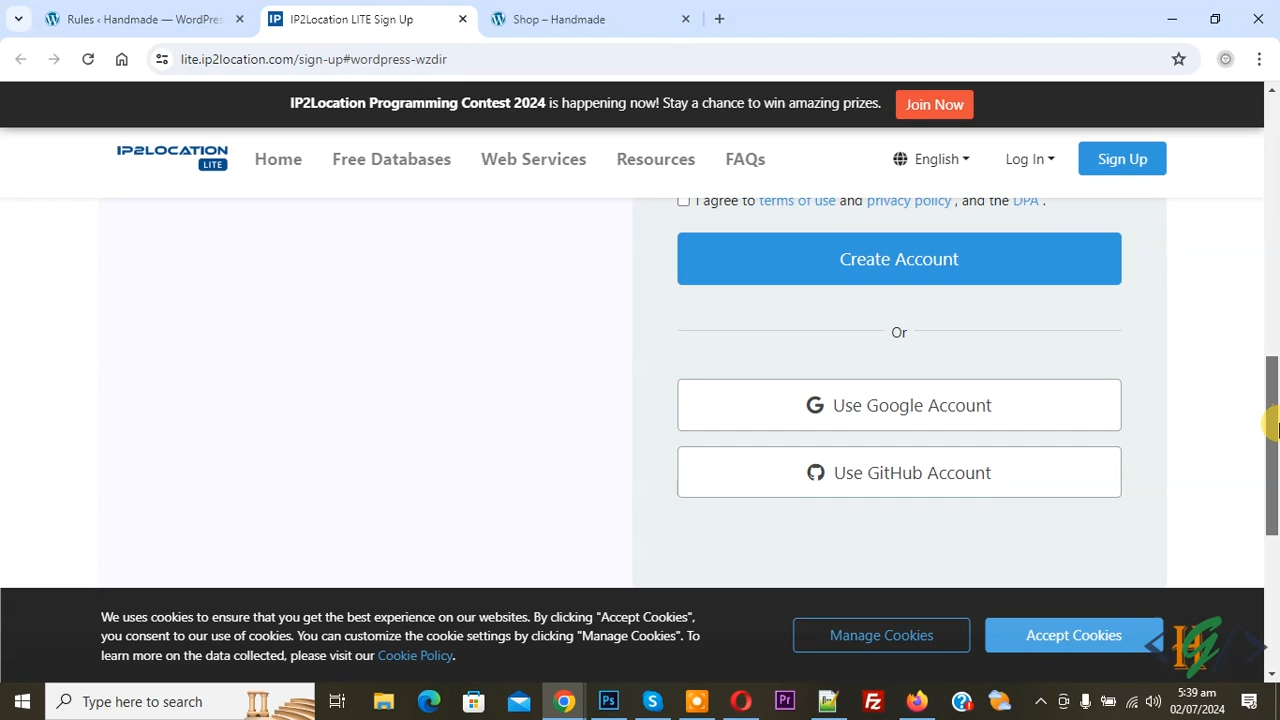 Rules ‹ Handmade — WordPres
IP IP2Location LITE Sign Up
Shop – Handmade
lite.ip2location.com/sign-up#wordpress-wzdir
IP2Location Programming Contest 2024 is happening now! Stay a chance to win amazing prizes.
Join Now
IP2LOCATION
LITE
Home
Free Databases
Web Services
Resources
FAQs
English
Log In
Sign Up
I agree to terms of use and privacy policy , and the DPA .
Create Account
Or
Use Google Account
Use GitHub Account
We uses cookies to ensure that you get the best experience on our websites. By clicking "Accept Cookies",
you consent to our use of cookies. You can customize the cookie settings by clicking "Manage Cookies". To
learn more on the data collected, please visit our Cookie Policy.
Manage Cookies
Accept Cookies
Type here to search
Ps
Pr
5:39 am
02/07/2024